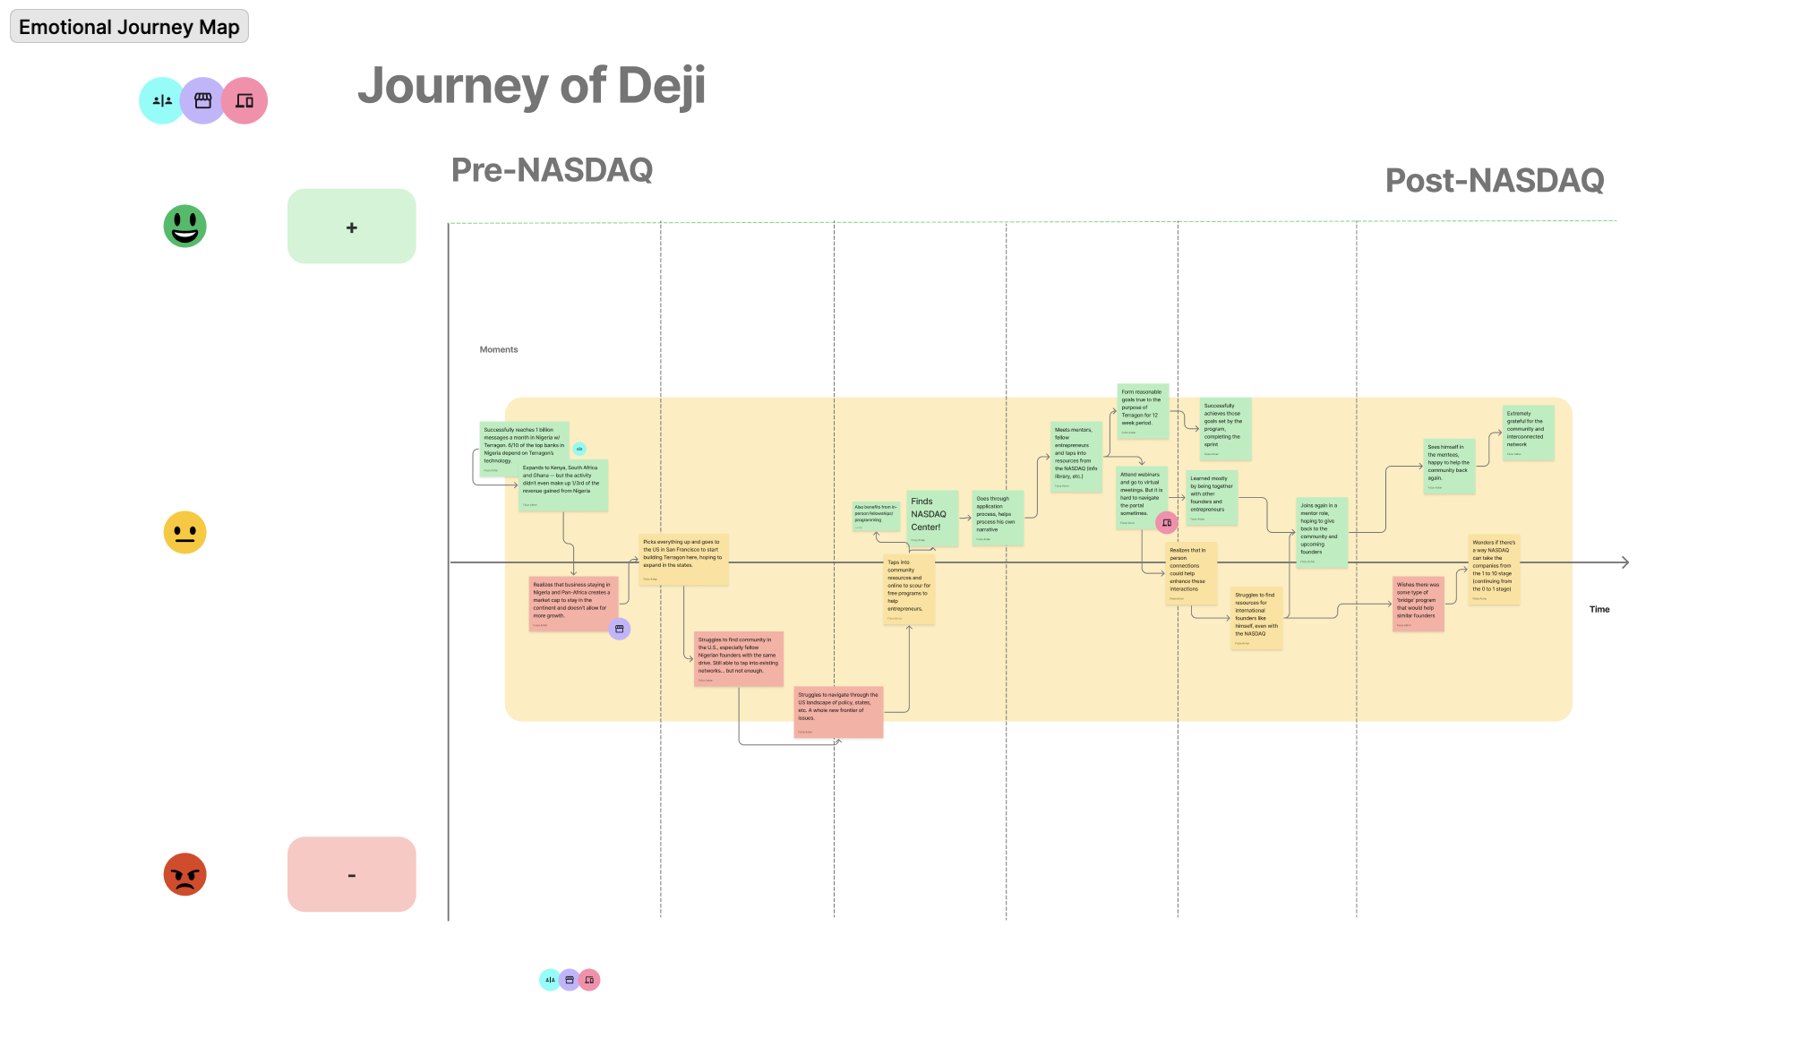 Emotional Journey Map
Journey of Deji
Pre-NASDAQ
Post-NASDAQ
+
Moments
Successfully reaches 1 billion
messages a month in Nigeria w/
Terragon. 6/10 of the top banks in
Nigeria depend on Terragon's
technology.
Expands to Kenya, South Africa
and Ghana — but the activity
didn't even make up 1/3rd of the
revenue gained from Nigeria
Realizes that business staying in
Nigeria and Pan-Africa creates a
market cap to stay in the
continent and doesn't allow for
more growth.
Picks everything up and goes to
the US in San Francisco to start
building Terragon here, hoping to
expand in the states.
Struggles to find community in
the U.S., especially fellow
Nigerian founders with the same
drive. Still able to tap into existing
networks... but not enough.
Struggles to navigate through the
US landscape of policy, states,
etc. A whole new frontier of
issues.
Also benefits from in-
person fellowships/
programming.
Finds
NASDAQ
Center!
Taps into
community
resources and
online to scour for
free programs to
help
entrepreneurs.
Goes through
application
process, helps
process his own
narrative
Meets mentors,
fellow
entrepreneurs
and taps into
resources from
the NASDAQ (info
library, etc.)
Form reasonable
goals true to the
purpose of
Terragon for 12
week period.
Successfully
achieves those
goals set by the
program,
completing the
sprint
Attend webinars
and go to virtual
meetings. But it is
hard to navigate
the portal
sometimes.
Learned mostly
by being together
with other
founders and
entrepreneurs
Realizes that in
person
connections
could help
enhance these
interactions
Struggles to find
resources for
international
founders like
himself, even with
the NASDAQ
Joins again in a
mentor role,
hoping to give
back to the
community and
upcoming
founders
Sees himself in
the mentees,
happy to help the
community back
again.
Extremely
grateful for the
community and
interconnected
network
Wishes there was
some type of
'bridge' program
that would help
similar founders
Wonders if there's
a way NASDAQ
can take the
companies from
the 1 to 10 stage
(continuing from
the 0 to 1 stage)
Time
-